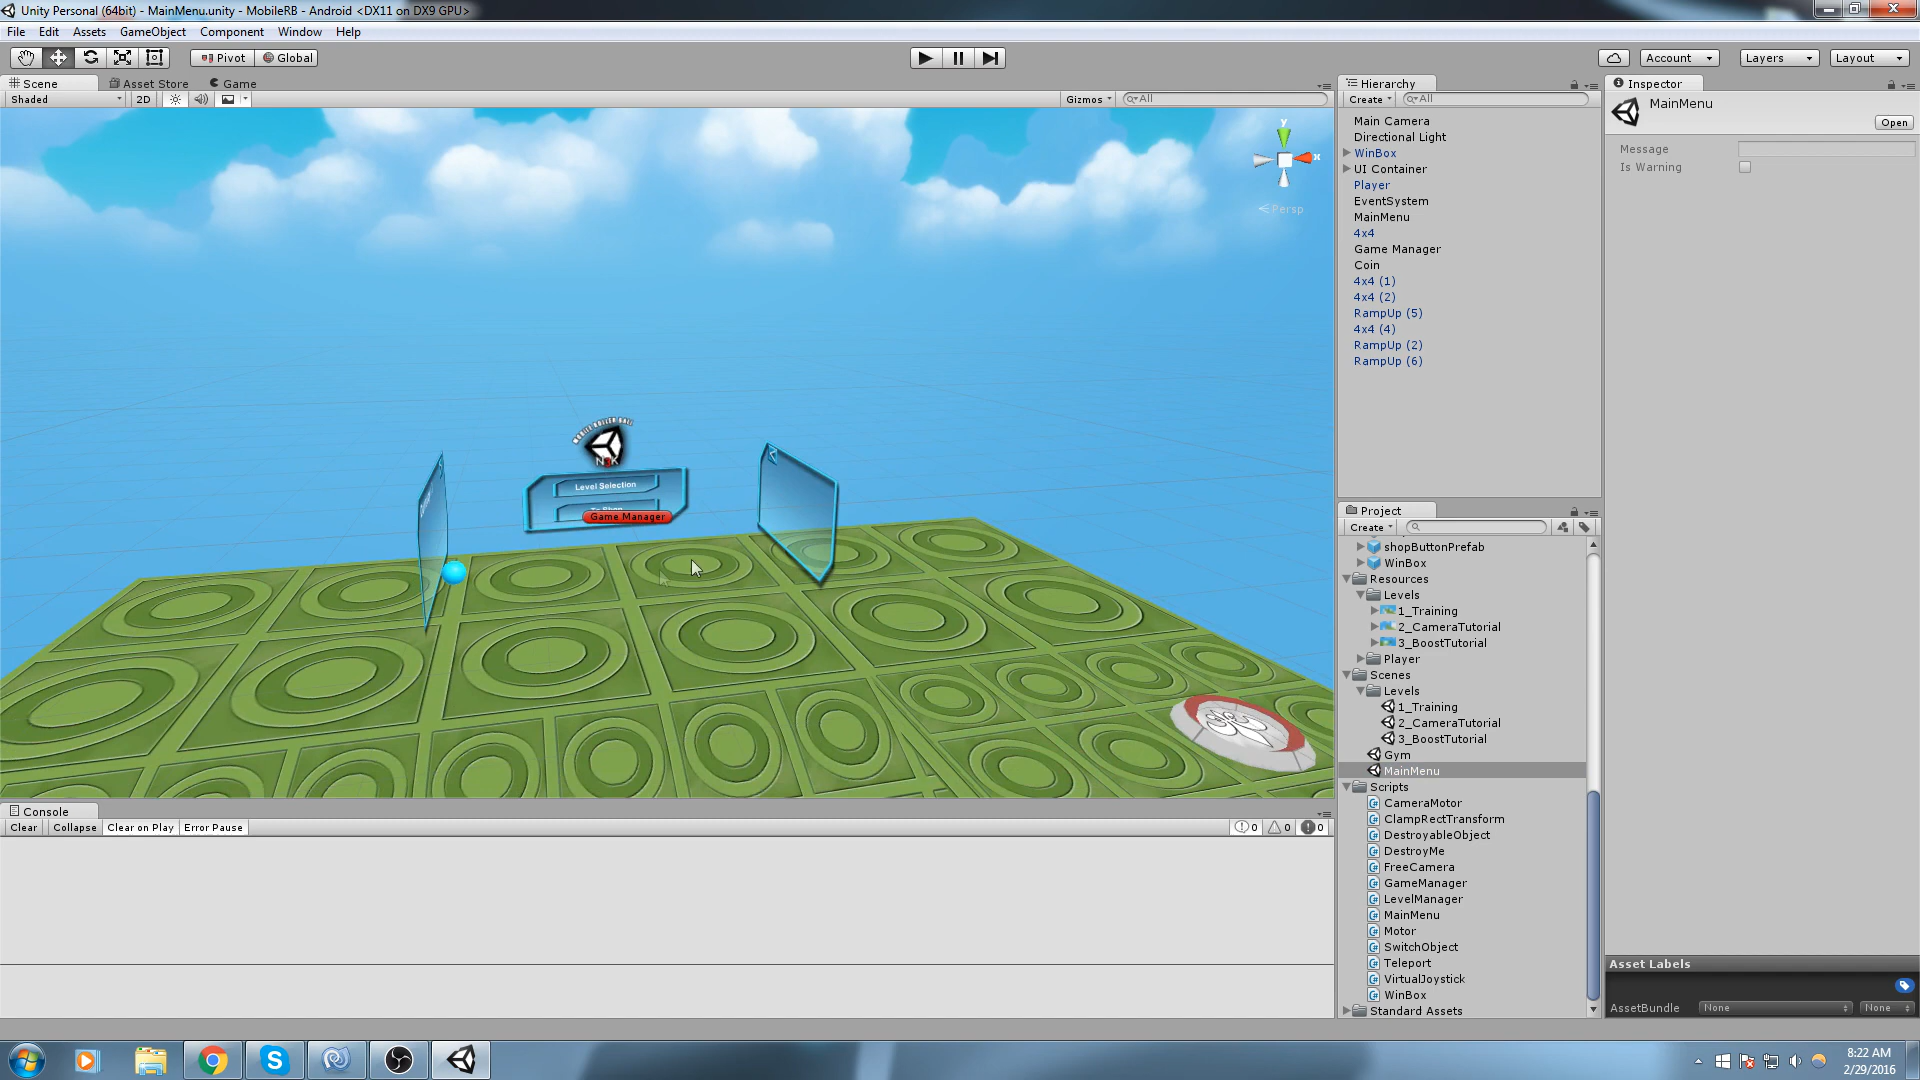 Unity Personal (64bit) - MainMenu.unity - MobileRB - Android <DX11 on DX9 GPU>
File Edit Assets GameObject Component Window Help
Pivot Global
Account Layers Layout
Scene Asset Store Game
Shaded 2D Gizmos All
y
x
Persp
MOBILE ROLLER BALL
N3K
Level Selection
To Shop
Game Manager
Console
Clear Collapse Clear on Play Error Pause 0 0 0
Hierarchy
Create All
Main Camera
Directional Light
WinBox
UI Container
Player
EventSystem
MainMenu
4x4
Game Manager
Coin
4x4 (1)
4x4 (2)
RampUp (5)
4x4 (4)
RampUp (2)
RampUp (6)
Project
Create
shopButtonPrefab
WinBox
Resources
Levels
1_Training
2_CameraTutorial
3_BoostTutorial
Player
Scenes
Levels
1_Training
2_CameraTutorial
3_BoostTutorial
Gym
MainMenu
Scripts
CameraMotor
ClampRectTransform
DestroyableObject
DestroyMe
FreeCamera
GameManager
LevelManager
MainMenu
Motor
SwitchObject
Teleport
VirtualJoystick
WinBox
Standard Assets
Inspector
MainMenu
Open
Message
Is Warning
Asset Labels
AssetBundle None None
8:22 AM
2/29/2016